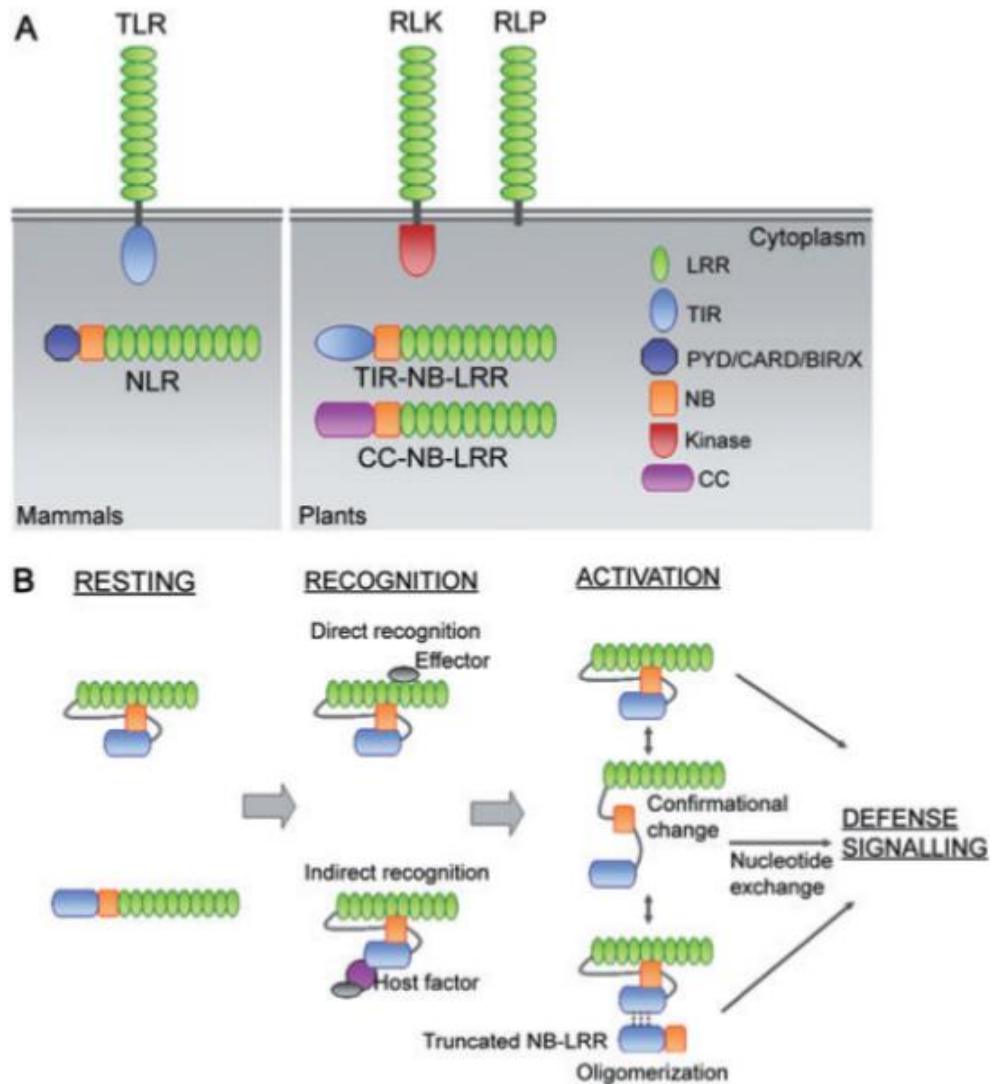 A
TLR
RLK
RLP
Cytoplasm
LRR
TIR
PYD/CARD/BIR/X
NB
Kinase
CC
NLR
TIR-NB-LRR
CC-NB-LRR
Mammals
Plants
B
RESTING
RECOGNITION
ACTIVATION
Direct recognition
Effector
Indirect recognition
Host factor
Confirmational
change
Nucleotide
exchange
DEFENSE
SIGNALLING
Truncated NB-LRR
Oligomerization